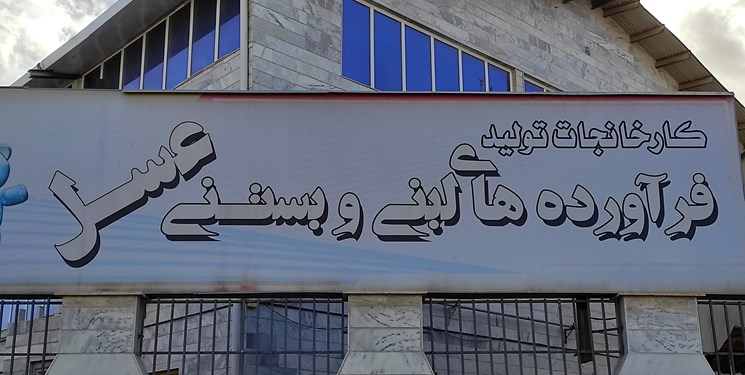 کارخانجات تولید
فرآورده های لبنی و بستنی عسل